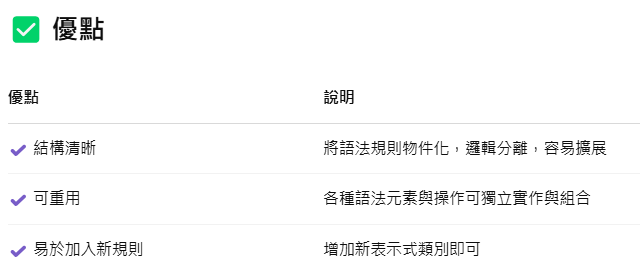 優點
優點 說明
結構清晰 將語法規則物件化，邏輯分離，容易擴展
可重用 各種語法元素與操作可獨立實作與組合
易於加入新規則 增加新表示式類別即可